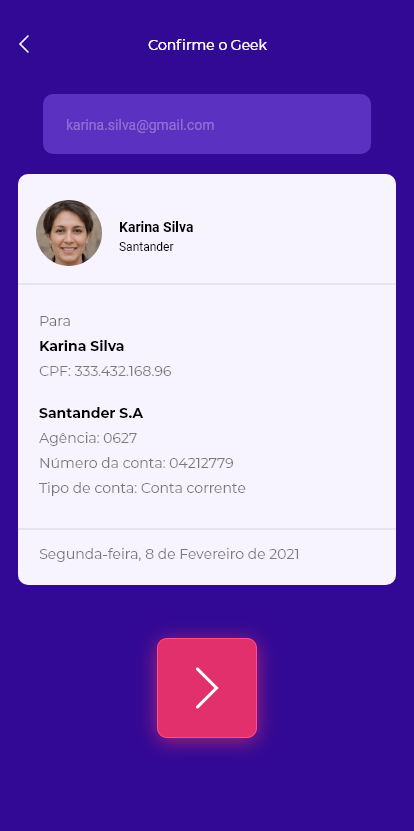 Confirme o Geek
karina.silva@gmail.com
Karina Silva
Santander
Para
Karina Silva
CPF: 333.432.168.96
Santander S.A
Agência: 0627
Número da conta: 04212779
Tipo de conta: Conta corrente
Segunda-feira, 8 de Fevereiro de 2021